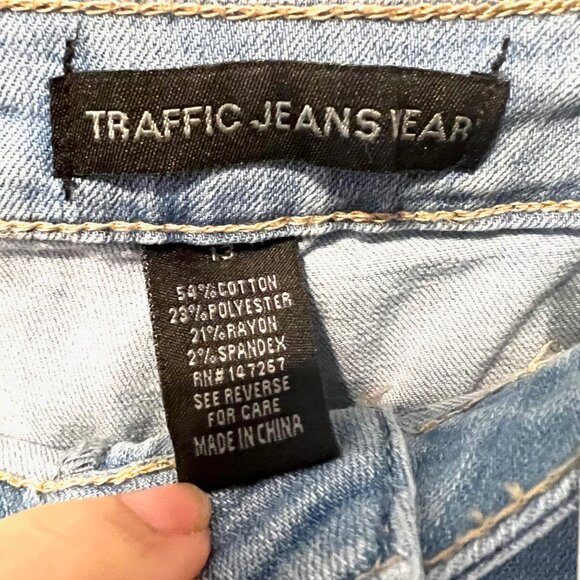 TRAFFIC JEANSWEAR
13
54% COTTON
23% POLYESTER
21% RAYON
2% SPANDEX
RN# 147257
SEE REVERSE
FOR CARE
MADE IN CHINA